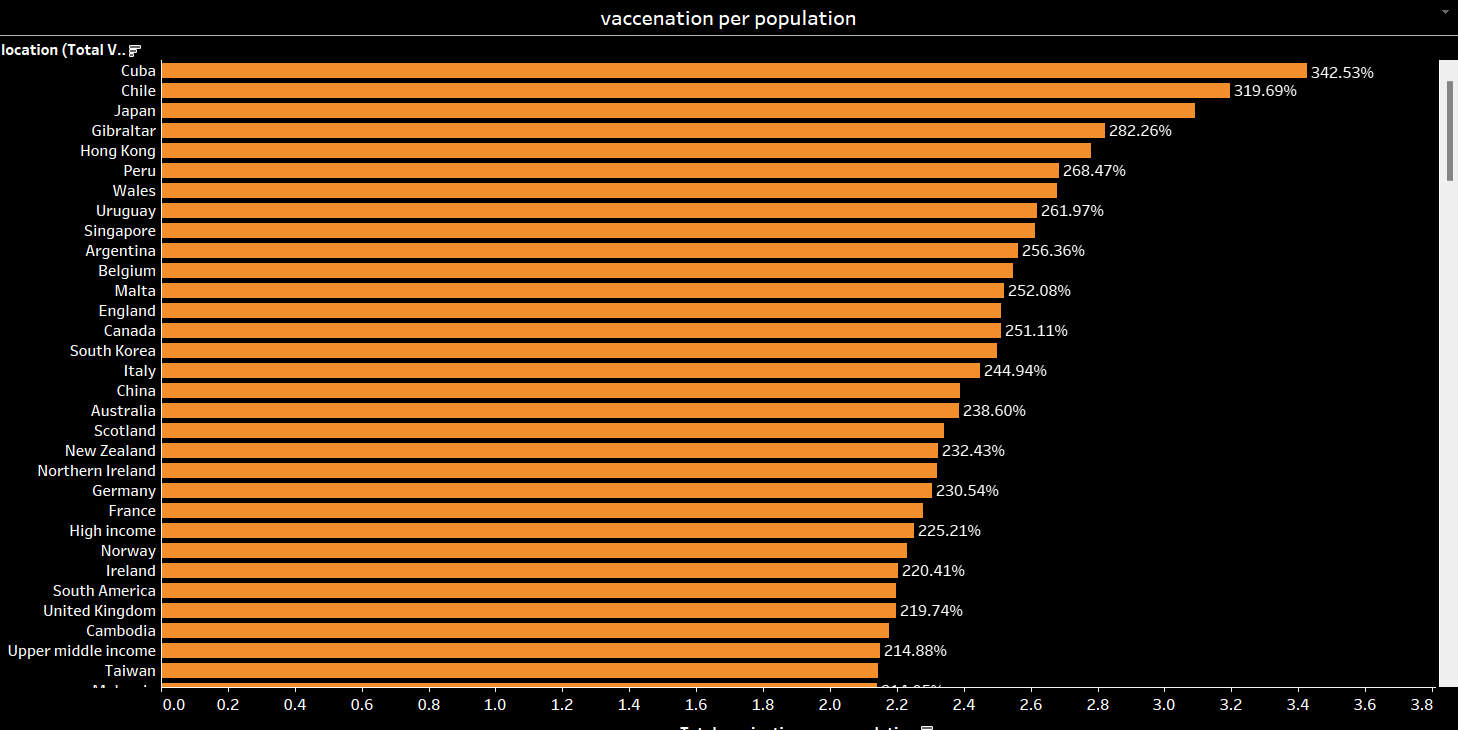 vaccenation per population
location (Total V..
Cuba 342.53%
Chile 319.69%
Japan
Gibraltar 282.26%
Hong Kong
Peru 268.47%
Wales
Uruguay 261.97%
Singapore
Argentina 256.36%
Belgium
Malta 252.08%
England
Canada 251.11%
South Korea
Italy 244.94%
China
Australia 238.60%
Scotland
New Zealand 232.43%
Northern Ireland
Germany 230.54%
France
High income 225.21%
Norway
Ireland 220.41%
South America
United Kingdom 219.74%
Cambodia
Upper middle income 214.88%
Taiwan
0.0 0.2 0.4 0.6 0.8 1.0 1.2 1.4 1.6 1.8 2.0 2.2 2.4 2.6 2.8 3.0 3.2 3.4 3.6 3.8